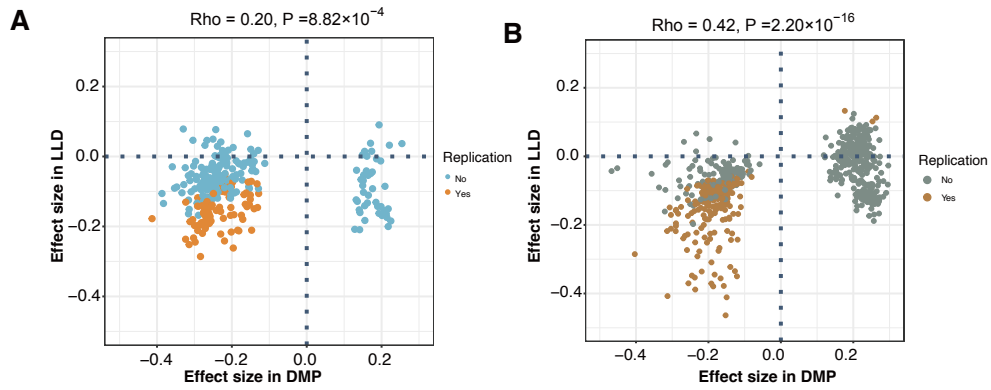 A
Rho = 0.20, P =8.82×10⁻⁴
Effect size in LLD
0.2
0.0
−0.2
−0.4
−0.4
−0.2
0.0
0.2
Effect size in DMP
Replication
No
Yes
B
Rho = 0.42, P =2.20×10⁻¹⁶
Effect size in LLD
0.2
0.0
−0.2
−0.4
−0.4
−0.2
0.0
0.2
Effect size in DMP
Replication
No
Yes